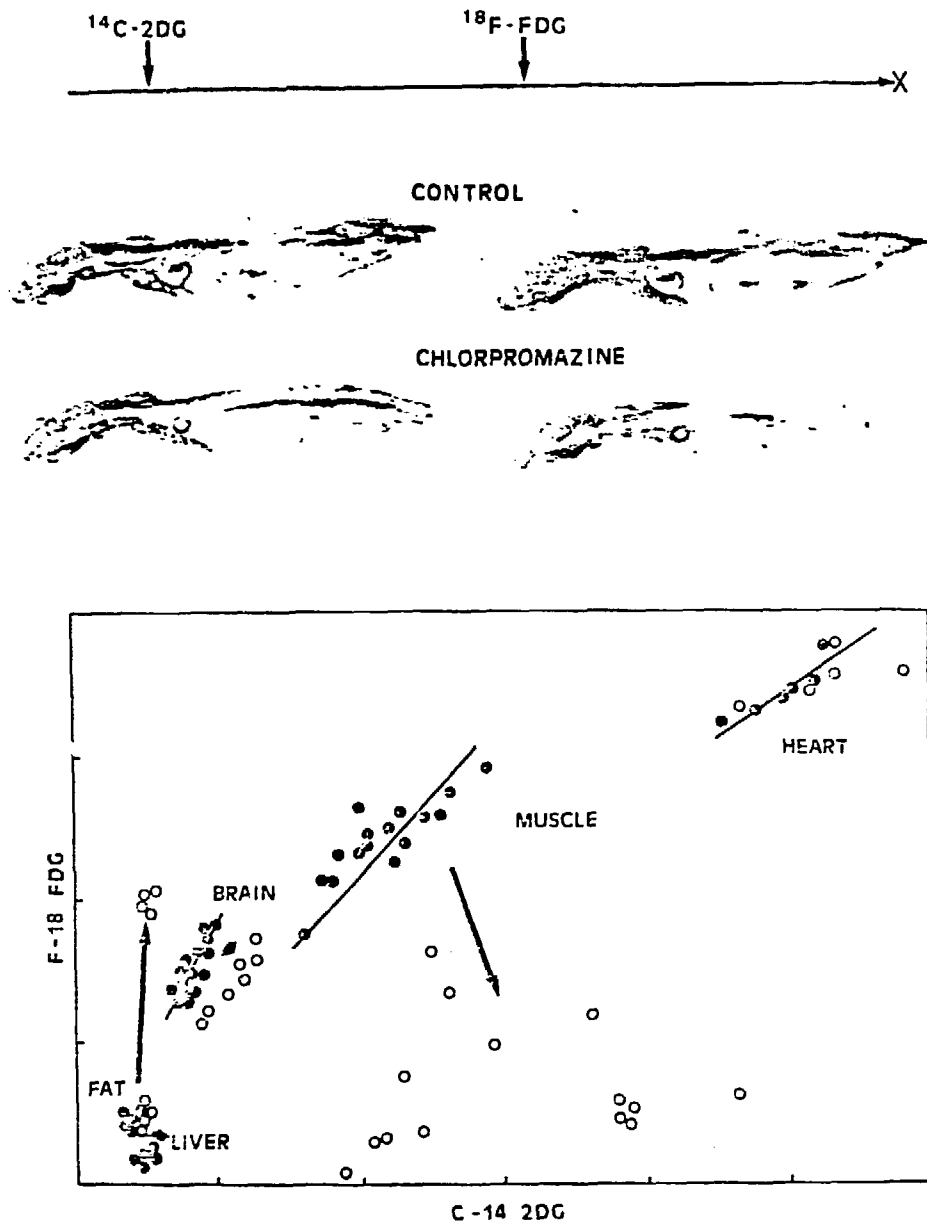 ¹⁴C-2DG ¹⁸F-FDG
X
CONTROL
CHLORPROMAZINE
HEART
MUSCLE
BRAIN
FAT
LIVER
F-18 FDG
C-14 2DG